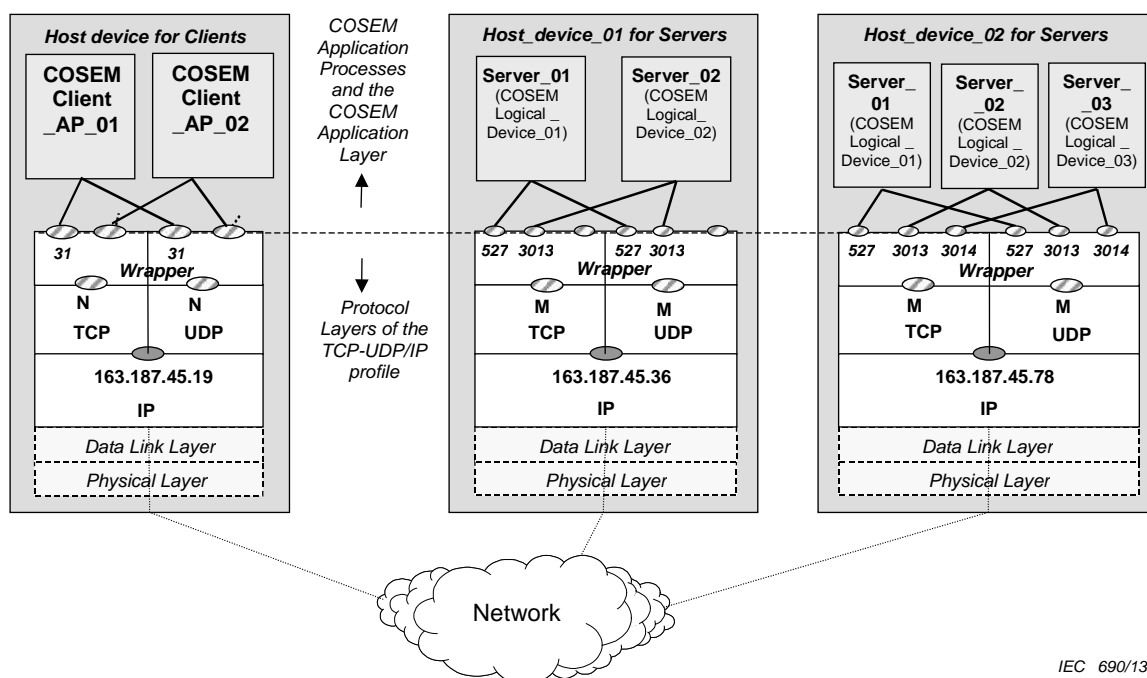 Host device for Clients
COSEM
Client
_AP_01
COSEM
Client
_AP_02
31
31
Wrapper
N
N
TCP
UDP
163.187.45.19
IP
Data Link Layer
Physical Layer
COSEM
Application
Processes
and the
COSEM
Application
Layer
Protocol
Layers of the
TCP-UDP/IP
profile
Host_device_01 for Servers
Server_01
(COSEM
Logical _
Device_01)
Server_02
(COSEM
Logical_
Device_02)
527 3013 527 3013
Wrapper
M
M
TCP
UDP
163.187.45.36
IP
Data Link Layer
Physical Layer
Host_device_02 for Servers
Server_
_01
(COSEM
Logical _
Device_01)
Server_
_02
(COSEM
Logical _
Device_02)
Server_
_03
(COSEM
Logical _
Device_03)
527 3013 3014 527 3013 3014
Wrapper
M
M
TCP
UDP
163.187.45.78
IP
Data Link Layer
Physical Layer
Network
IEC 690/13